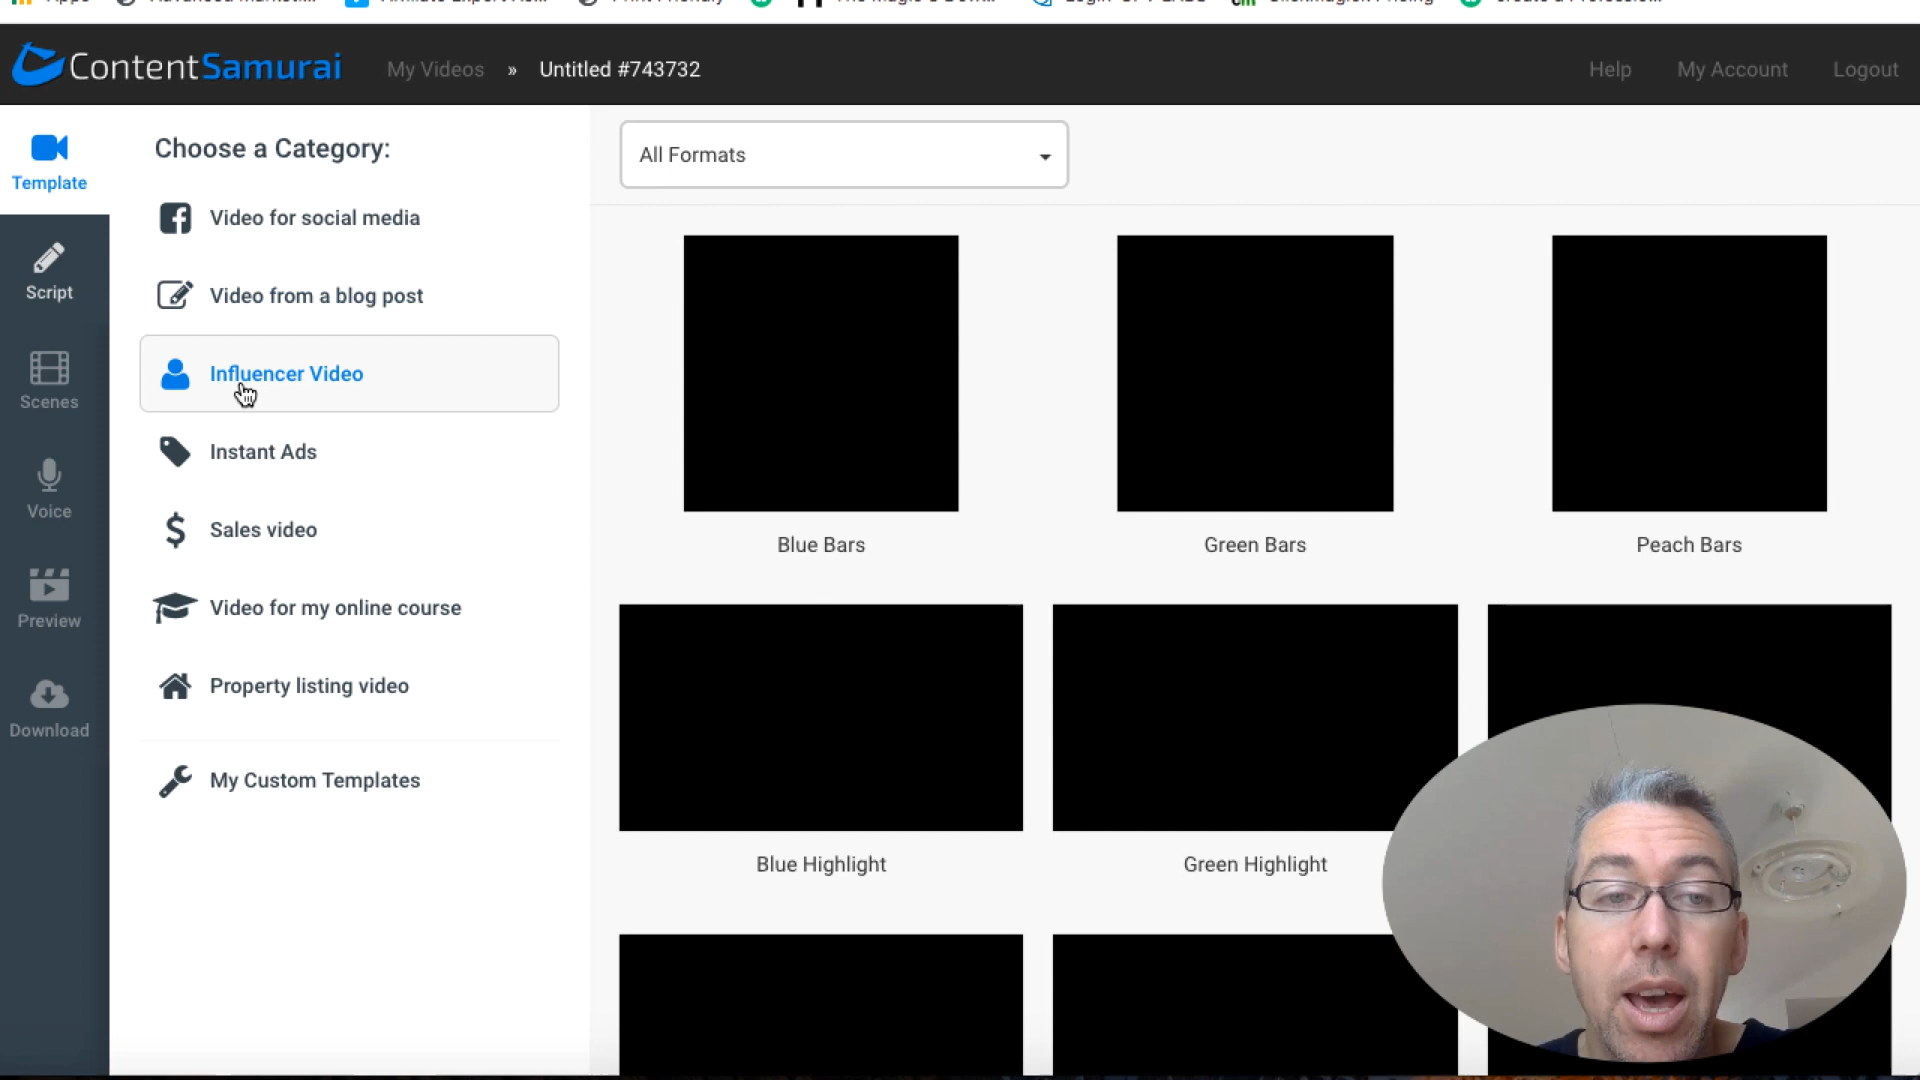 ContentSamurai My Videos » Untitled #743732 Help My Account Logout
Template
Script
Scenes
Voice
Preview
Download
Choose a Category:
Video for social media
Video from a blog post
Influencer Video
Instant Ads
Sales video
Video for my online course
Property listing video
My Custom Templates
All Formats
Blue Bars Green Bars Peach Bars
Blue Highlight Green Highlight